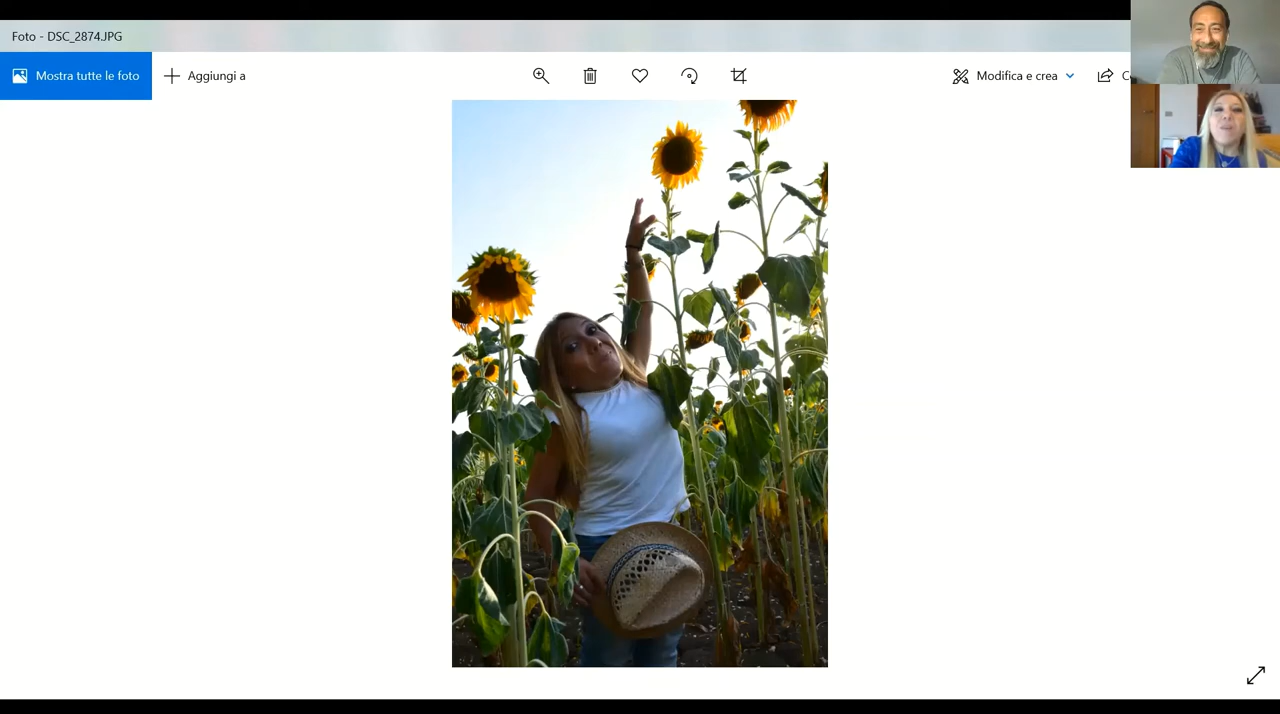 Foto - DSC_2874.JPG
Mostra tutte le foto
Aggiungi a
Modifica e crea